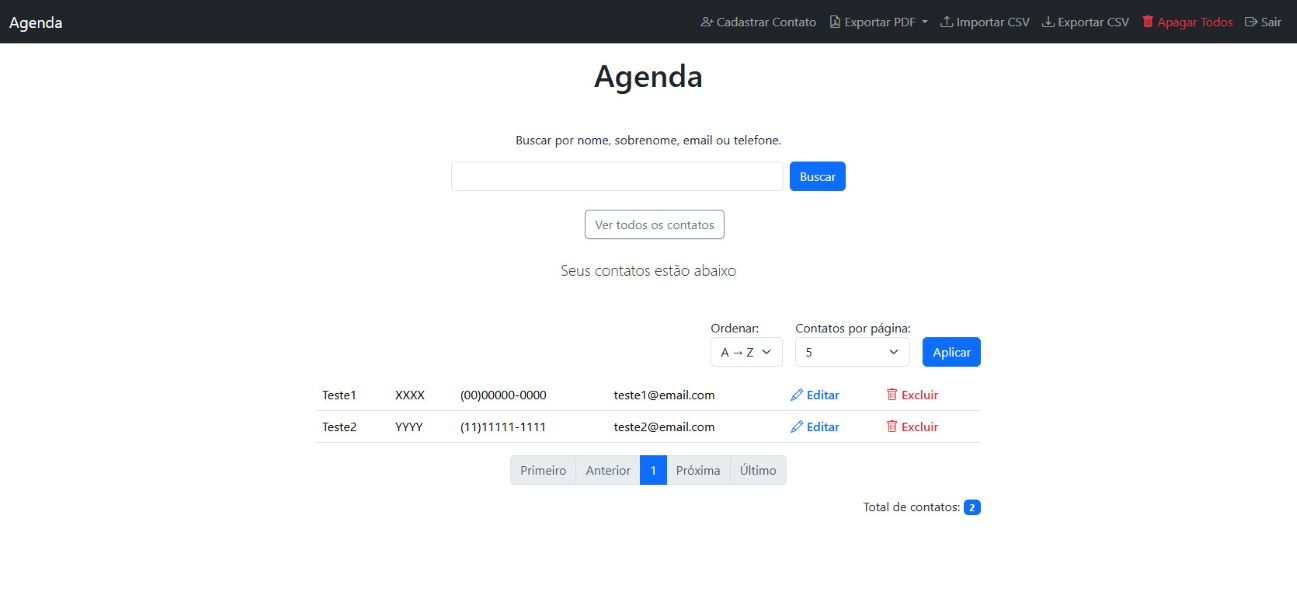 Agenda Cadastrar Contato Exportar PDF Importar CSV Exportar CSV Apagar Todos Sair
Agenda
Buscar por nome, sobrenome, email ou telefone.
Buscar
Ver todos os contatos
Seus contatos estão abaixo
Ordenar: Contatos por página:
A → Z 5 Aplicar
Teste1 XXXX (00)00000-0000 teste1@email.com Editar Excluir
Teste2 YYYY (11)11111-1111 teste2@email.com Editar Excluir
Primeiro Anterior 1 Próxima Último
Total de contatos: 2